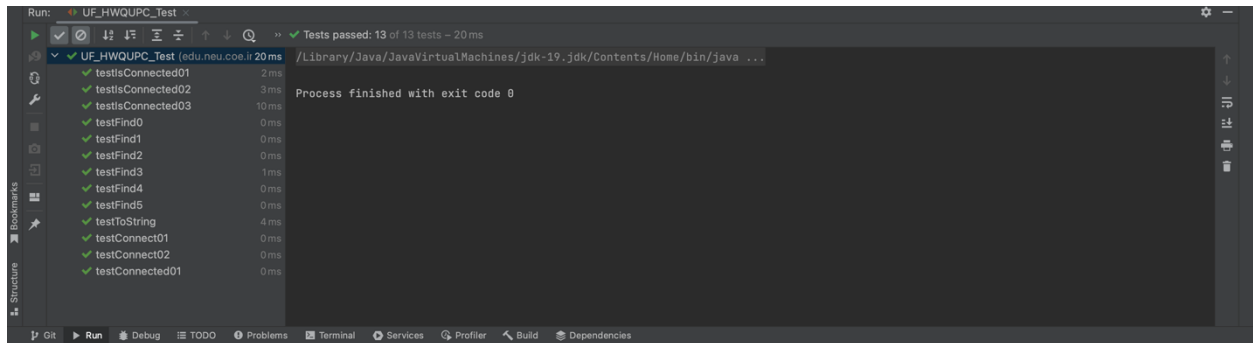 Run: UF_HWQUPC_Test ×
» Tests passed: 13 of 13 tests – 20 ms
UF_HWQUPC_Test (edu.neu.coe.ir 20 ms
/Library/Java/JavaVirtualMachines/jdk-19.jdk/Contents/Home/bin/java ...
testIsConnected01 2 ms
testIsConnected02 3 ms
Process finished with exit code 0
testIsConnected03 10 ms
testFind0 0 ms
testFind1 0 ms
testFind2 0 ms
testFind3 1 ms
testFind4 0 ms
testFind5 0 ms
testToString 4 ms
testConnect01 0 ms
testConnect02 0 ms
testConnected01 0 ms
Bookmarks
Structure
Git Run Debug TODO Problems Terminal Services Profiler Build Dependencies